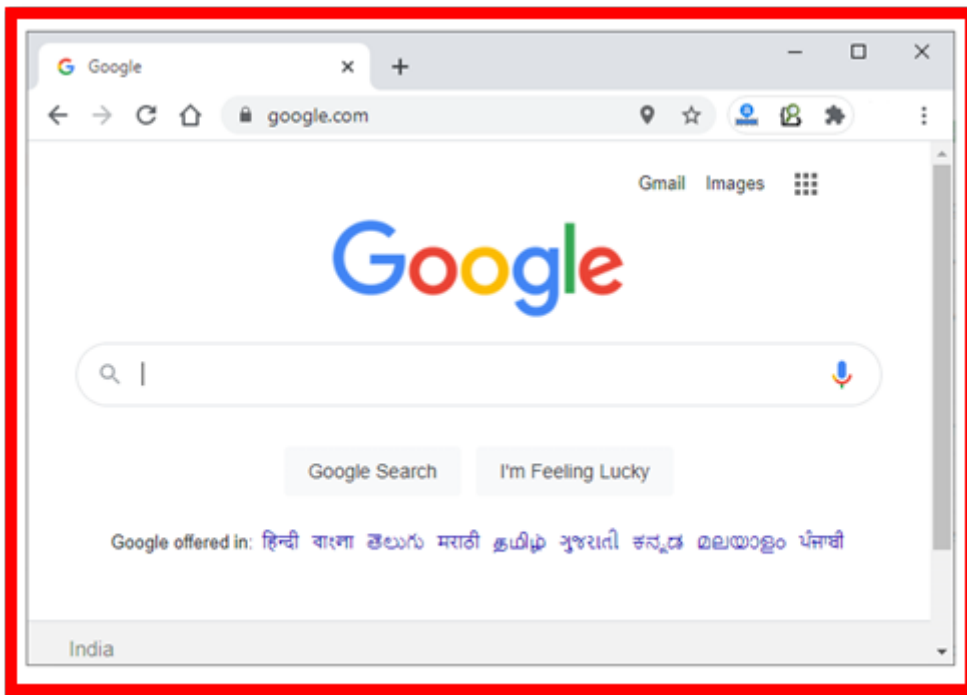 Google
google.com
Gmail Images
Google
Google Search I'm Feeling Lucky
Google offered in: हिन्दी বাংলা తెలుగు मराठी தமிழ் ગુજરાતી ಕನ್ನಡ മലയാളം ਪੰਜਾਬੀ
India